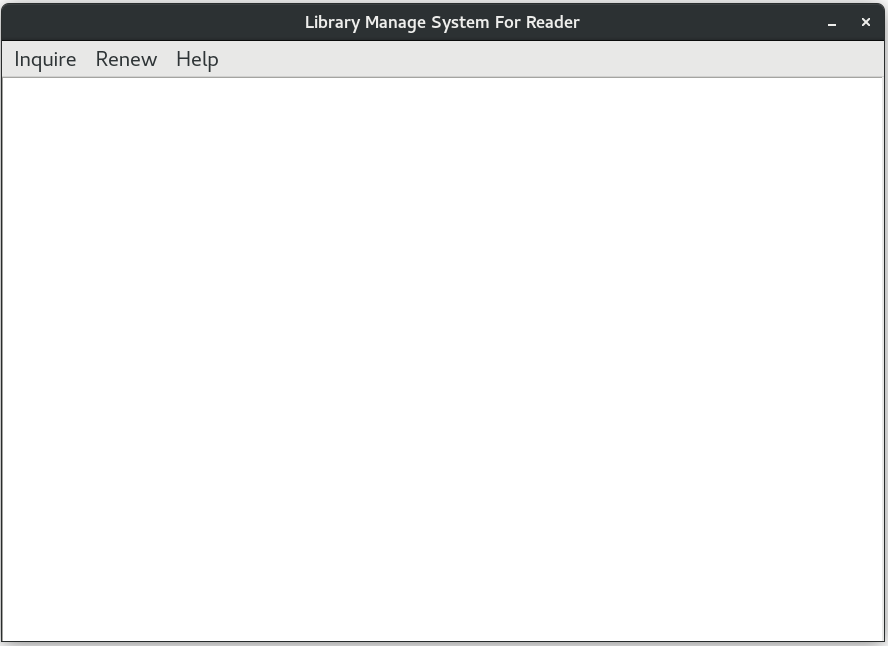 Library Manage System For Reader
Inquire Renew Help